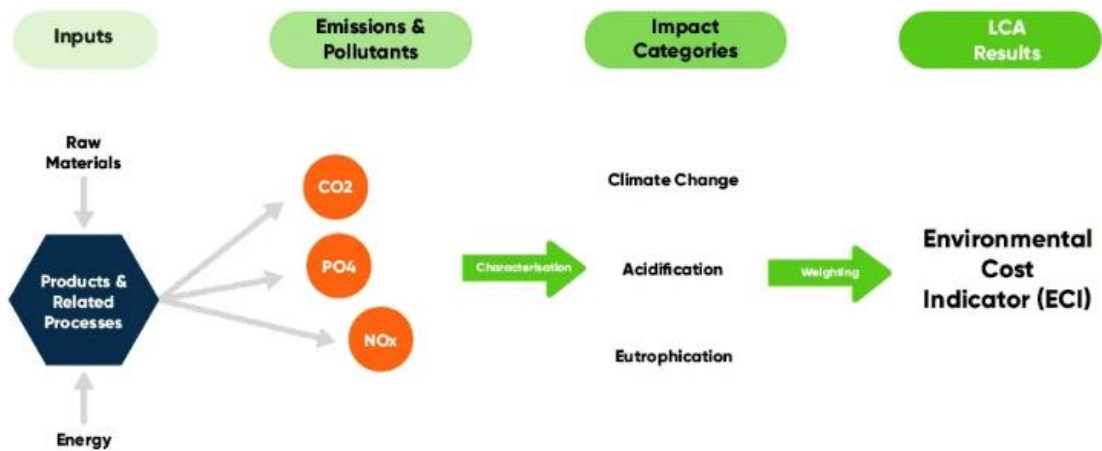 Inputs
Emissions &
Pollutants
Impact
Categories
LCA
Results
Raw
Materials
Products &
Related
Processes
Energy
CO2
PO4
NOx
Characterisation
Climate Change
Acidification
Eutrophication
Weighting
Environmental
Cost
Indicator (ECI)